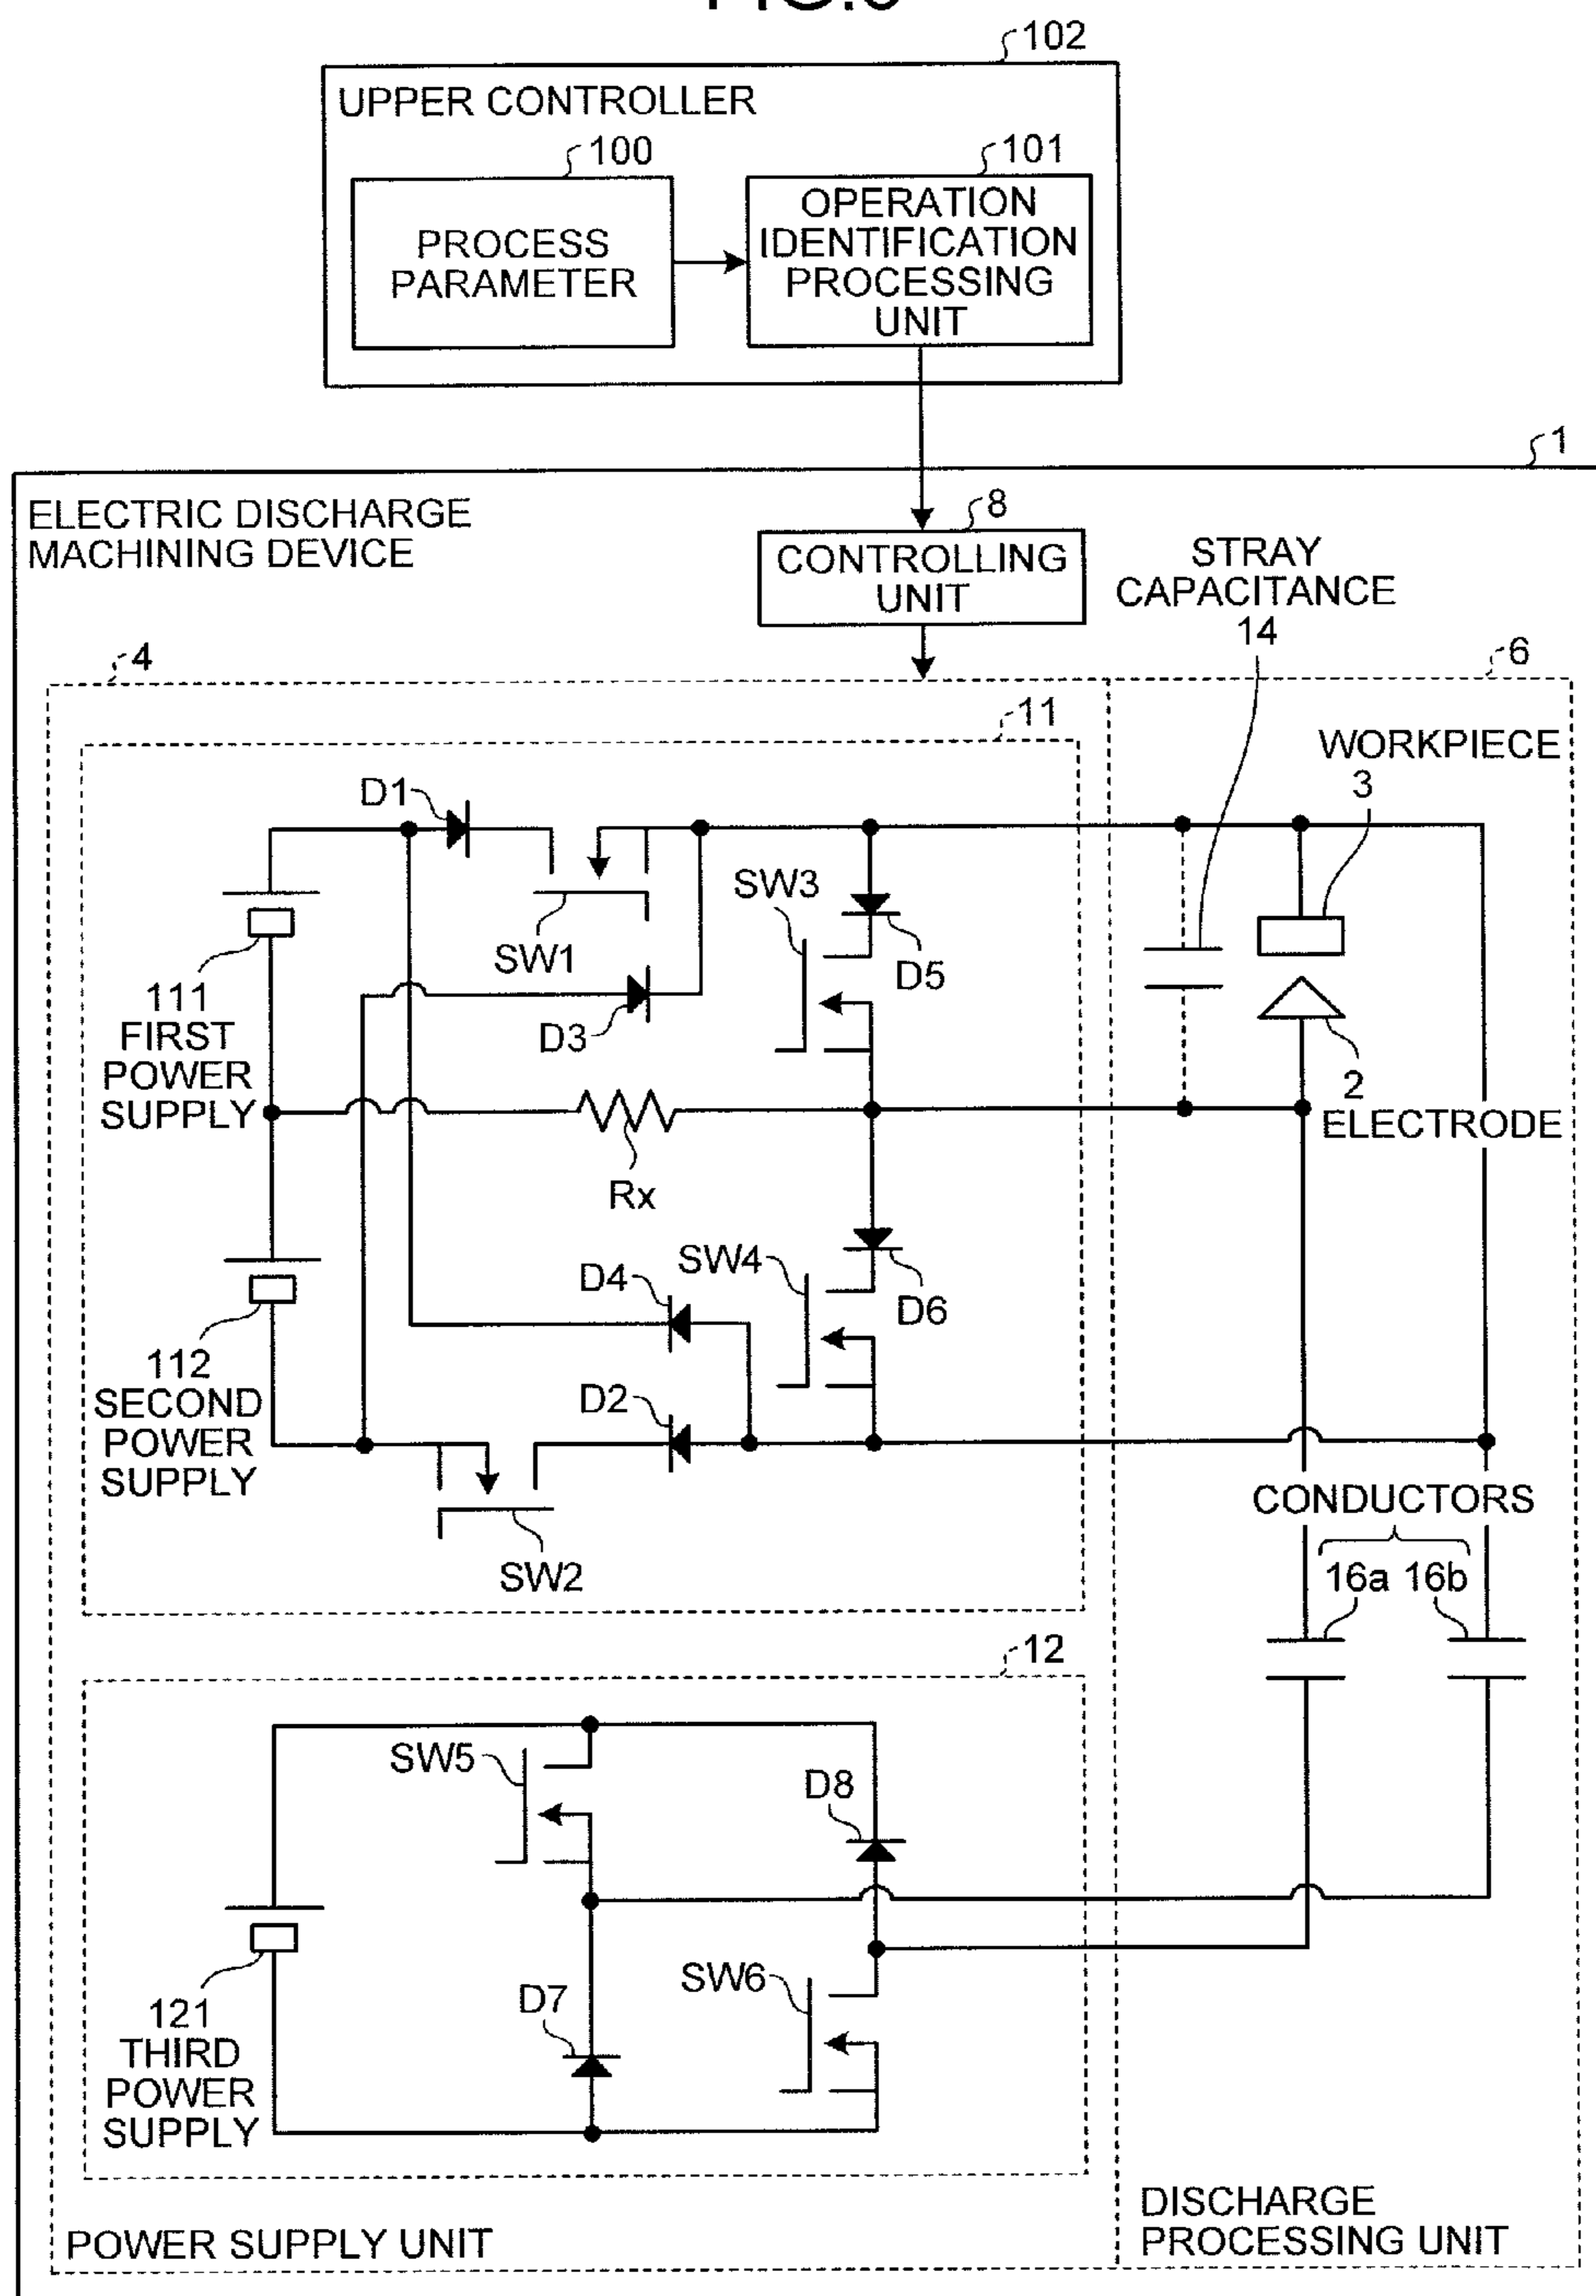 102
UPPER CONTROLLER
100
101
PROCESS
PARAMETER
OPERATION
IDENTIFICATION
PROCESSING
UNIT
1
ELECTRIC DISCHARGE
MACHINING DEVICE
8
CONTROLLING
UNIT
STRAY
CAPACITANCE
14
4
6
11
WORKPIECE
3
D1
SW1
SW3
D5
D3
111
FIRST
POWER
SUPPLY
2
ELECTRODE
Rx
SW4
D4
D6
112
SECOND
POWER
SUPPLY
D2
SW2
CONDUCTORS
16a 16b
12
SW5
D8
SW6
D7
121
THIRD
POWER
SUPPLY
POWER SUPPLY UNIT
DISCHARGE
PROCESSING UNIT